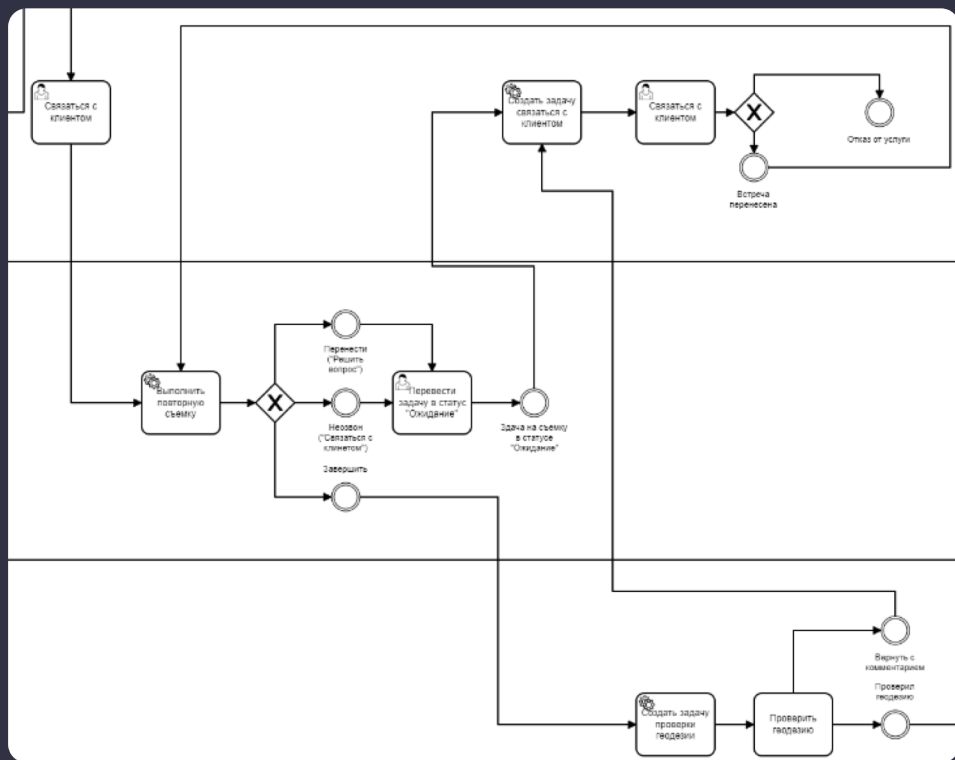 Связаться с
клиентом
Создать задачу
связаться с
клиентом
Связаться с
клиентом
Отказ от услуги
Встреча
перенесена
Перенести
("Решить
вопрос")
Выполнить
повторную
съемку
Перевести
задачу в статус
"Ожидание"
Неозвон
("Связаться с
клинетом")
Здача на съемку
в статусе
"Ожидание"
Завершить
Вернуть с
комментарием
Проверил
геодезию
Создать задачу
проверки
геодезии
Проверить
геодезию